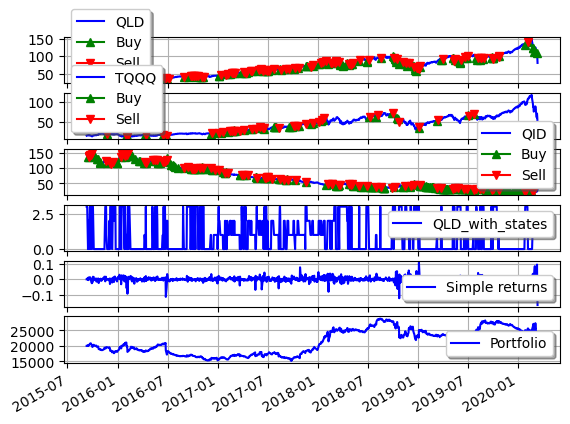 QLD
Buy
Sell
150
100
50
TQQQ
Buy
Sell
100
50
QID
Buy
Sell
150
100
50
QLD_with_states
2.5
0.0
Simple returns
0.1
0.0
−0.1
Portfolio
25000
20000
15000
2015-07
2016-01
2016-07
2017-01
2017-07
2018-01
2018-07
2019-01
2019-07
2020-01